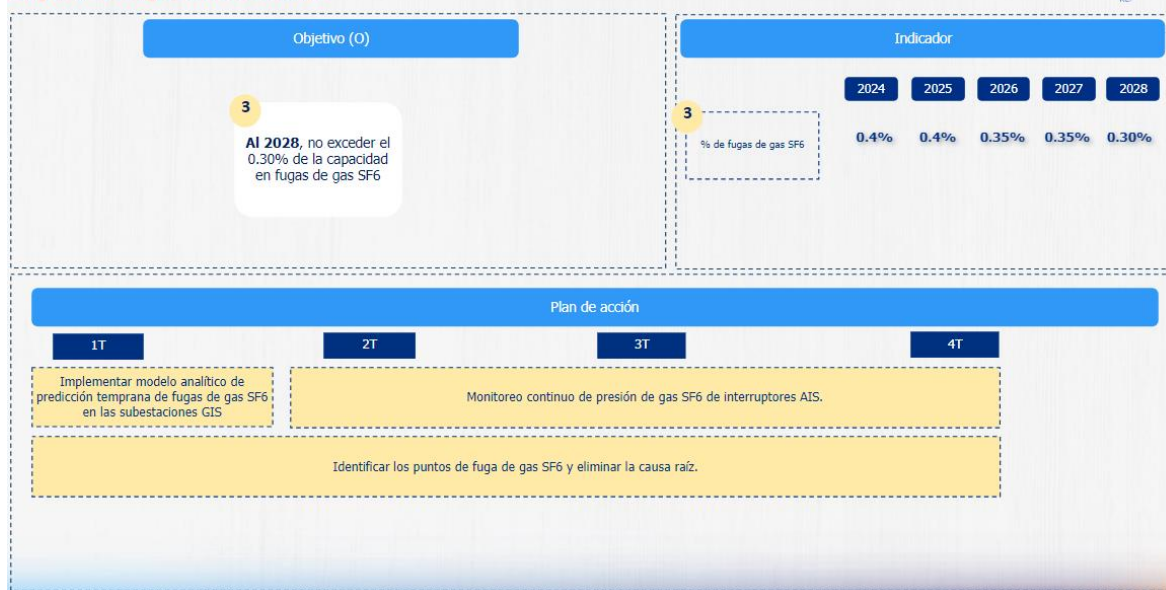 Objetivo (O)
3
Al 2028, no exceder el
0.30% de la capacidad
en fugas de gas SF6
Indicador
2024 2025 2026 2027 2028
3
% de fugas de gas SF6 0.4% 0.4% 0.35% 0.35% 0.30%
Plan de acción
1T 2T 3T 4T
Implementar modelo analítico de
predicción temprana de fugas de gas SF6
en las subestaciones GIS
Monitoreo continuo de presión de gas SF6 de interruptores AIS.
Identificar los puntos de fuga de gas SF6 y eliminar la causa raíz.